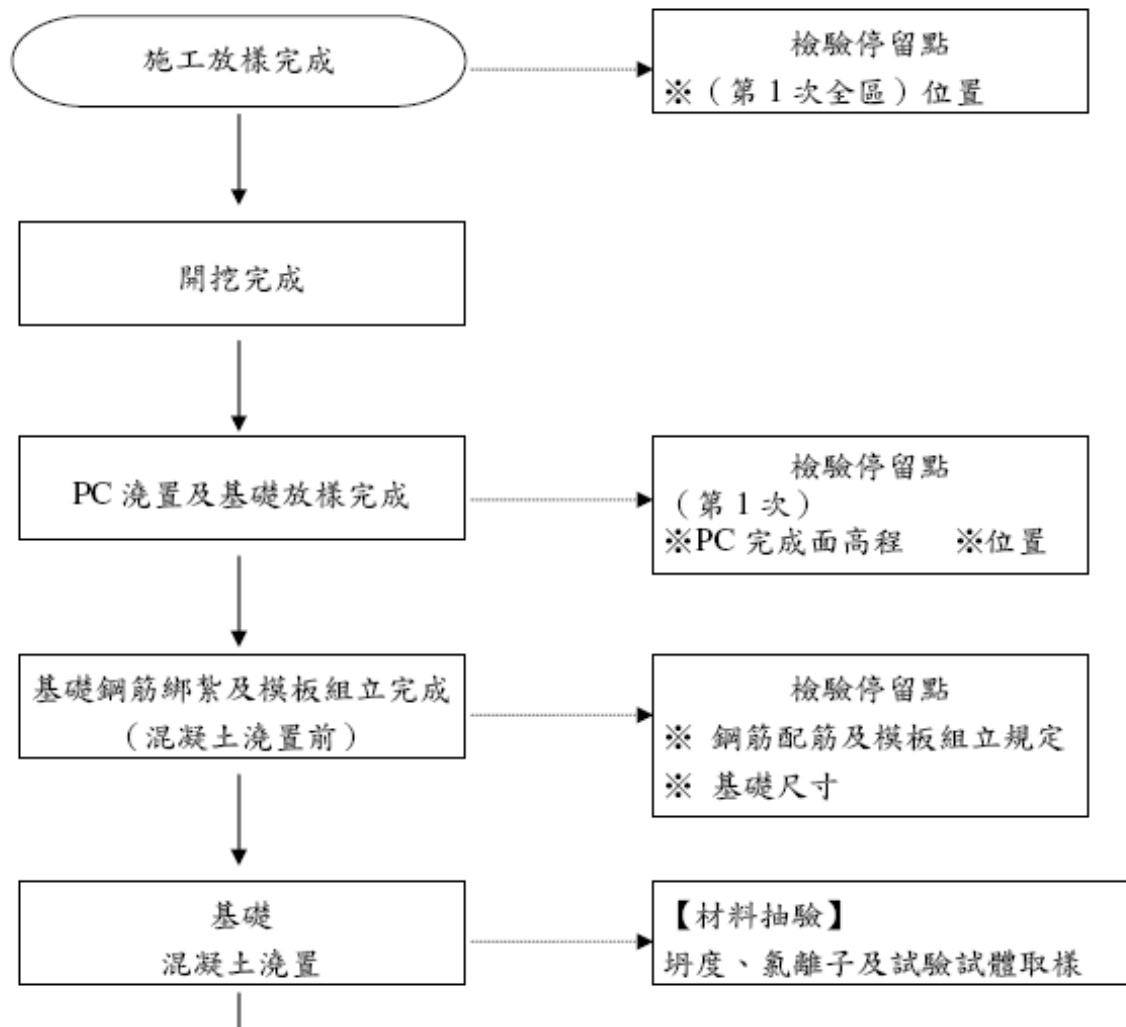 施工放樣完成
檢驗停留點
※（第 1 次全區）位置
開挖完成
PC 澆置及基礎放樣完成
檢驗停留點
（第 1 次）
※PC 完成面高程 ※位置
基礎鋼筋綁紮及模板組立完成
（混凝土澆置前）
檢驗停留點
※ 鋼筋配筋及模板組立規定
※ 基礎尺寸
基礎
混凝土澆置
【材料抽驗】
坍度、氯離子及試驗試體取樣